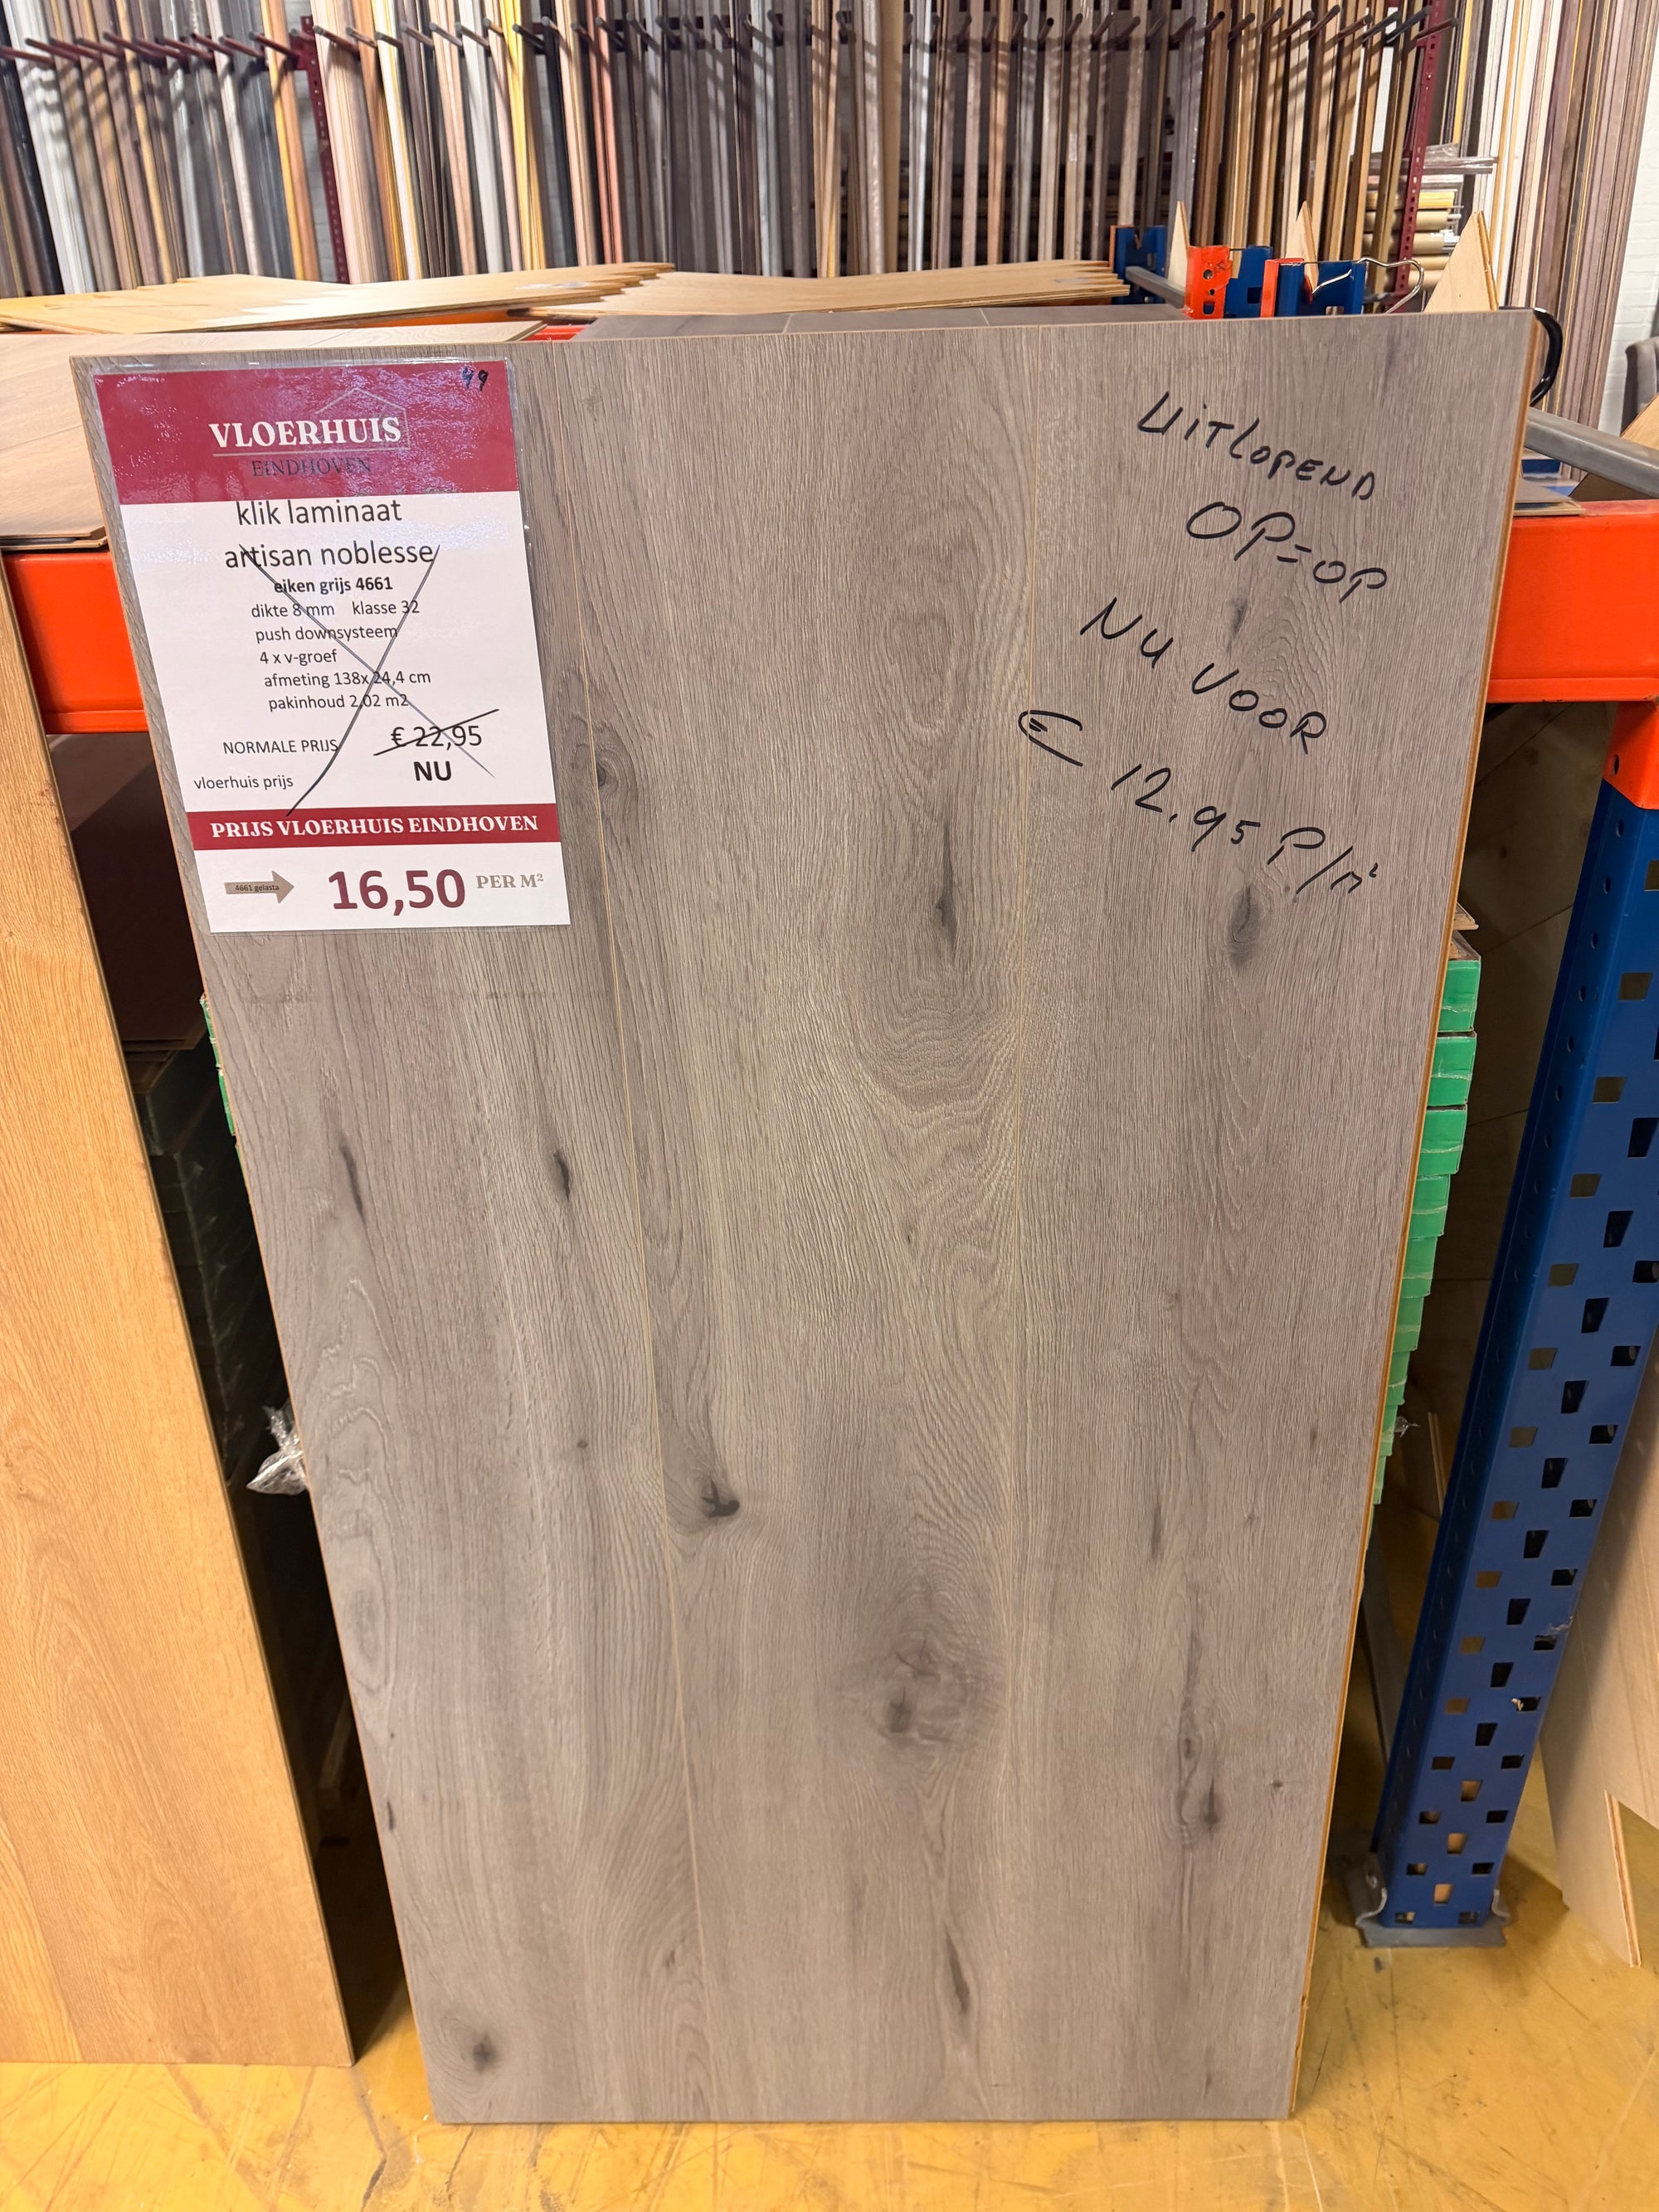 49
VLOERHUIS
EINDHOVEN
klik laminaat
artisan noblesse
eiken grijs 4661
dikte 8 mm klasse 32
push downsysteem
4 x v-groef
afmeting 138x 24,4 cm
pakinhoud 2,02 m2
NORMALE PRIJS € 22,95
vloerhuis prijs NU
PRIJS VLOERHUIS EINDHOVEN
4661 gelasta
16,50 PER M²
UITLOPEND
OP=OP
NU VOOR
€ 12.95 P/M²